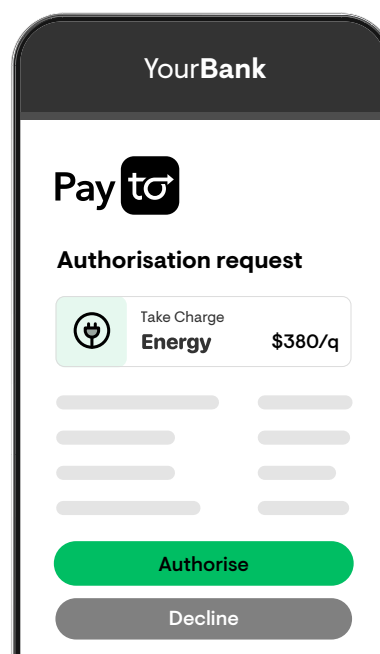 YourBank
Pay to
Authorisation request
Take Charge
Energy $380/q
Authorise
Decline